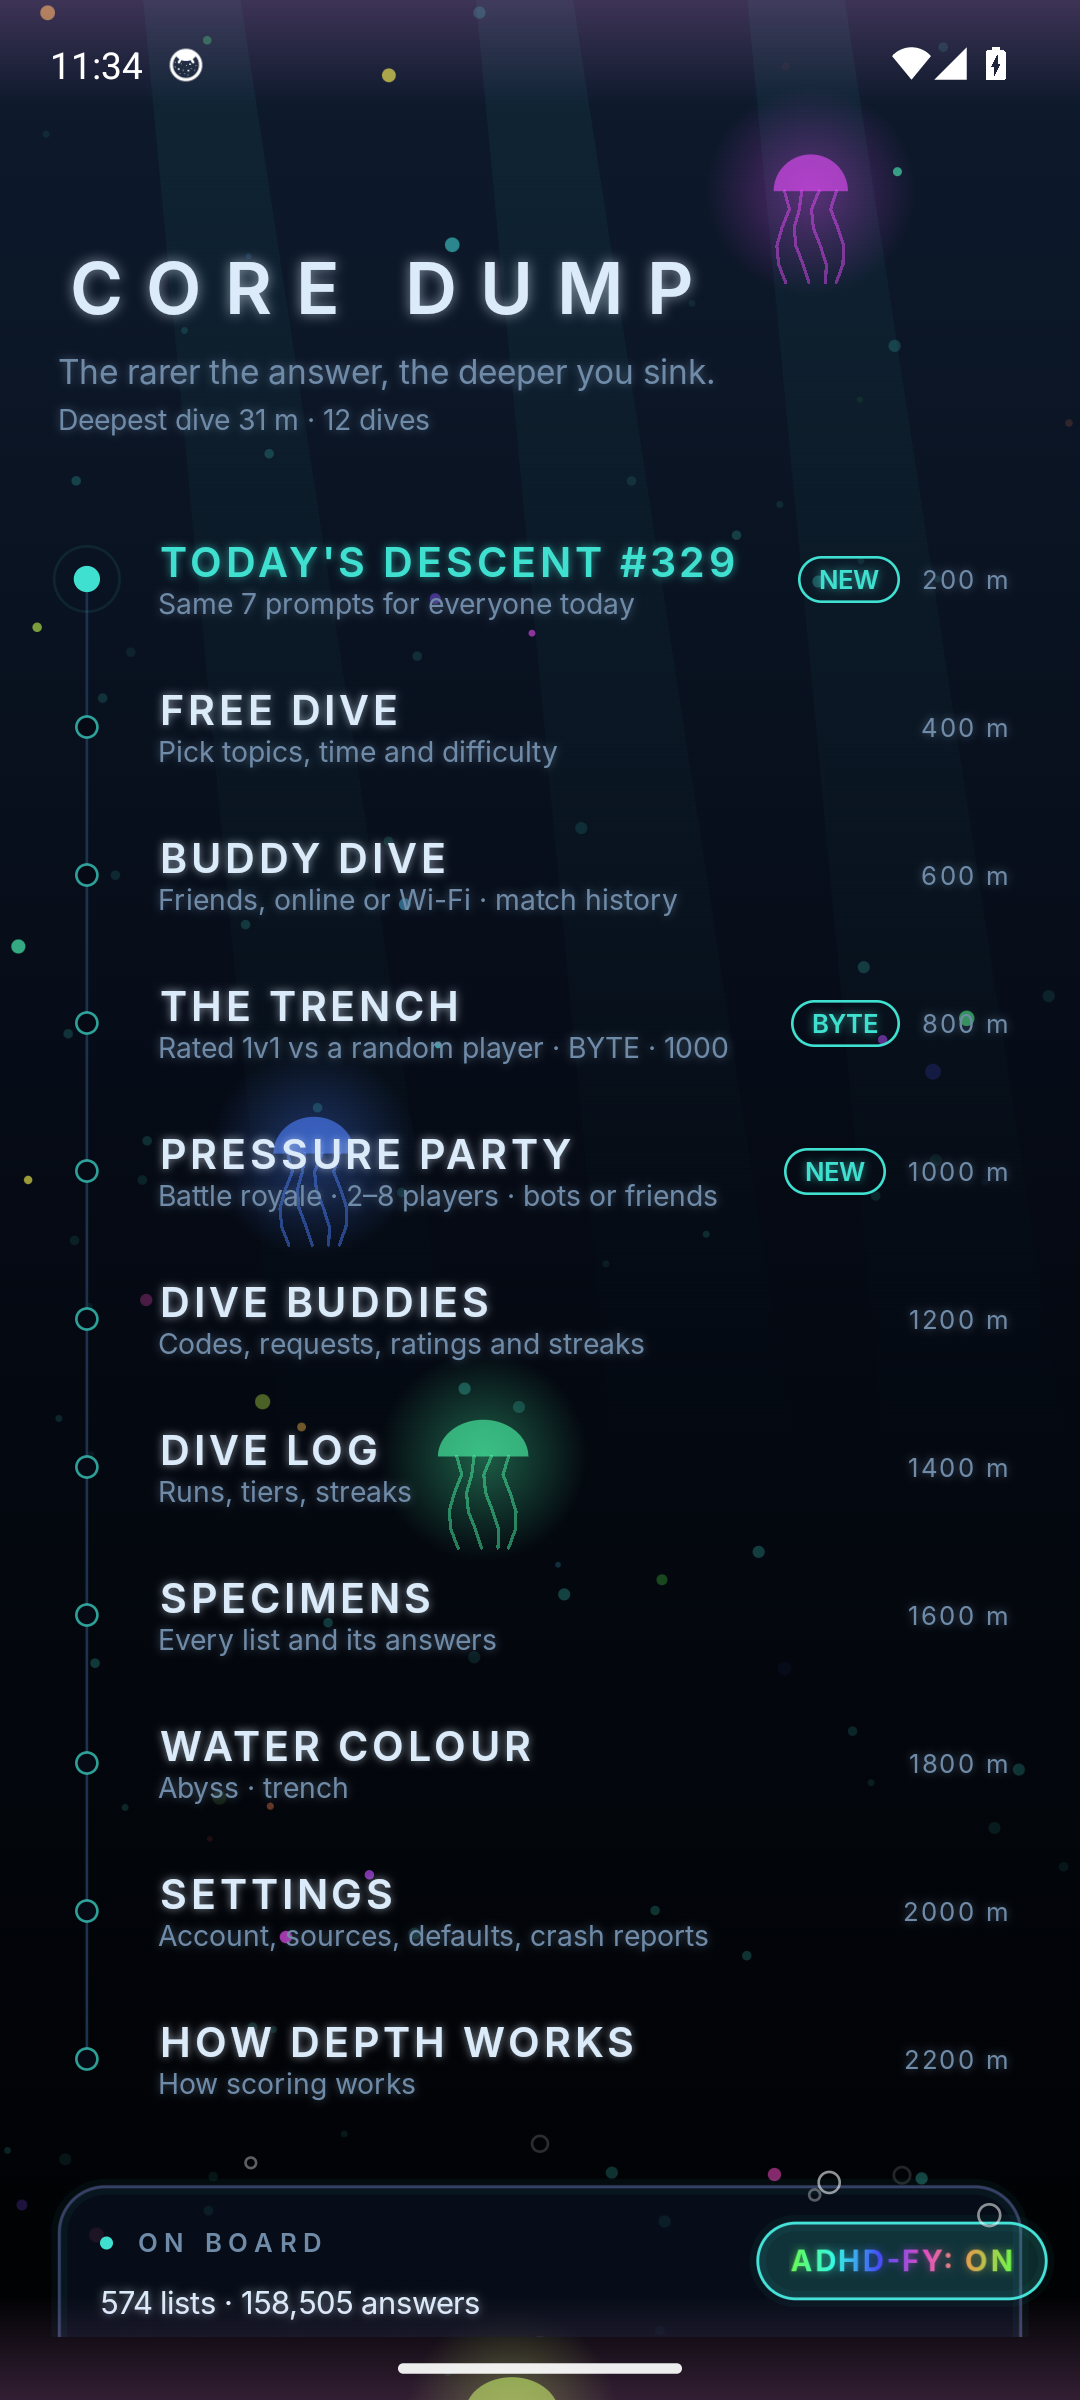 11:34
CORE DUMP
The rarer the answer, the deeper you sink.
Deepest dive 31 m · 12 dives
TODAY'S DESCENT #329
Same 7 prompts for everyone today
NEW 200 m
FREE DIVE
Pick topics, time and difficulty
400 m
BUDDY DIVE
Friends, online or Wi-Fi · match history
600 m
THE TRENCH
Rated 1v1 vs a random player · BYTE · 1000
BYTE 800 m
PRESSURE PARTY
Battle royale · 2–8 players · bots or friends
NEW 1000 m
DIVE BUDDIES
Codes, requests, ratings and streaks
1200 m
DIVE LOG
Runs, tiers, streaks
1400 m
SPECIMENS
Every list and its answers
1600 m
WATER COLOUR
Abyss · trench
1800 m
SETTINGS
Account, sources, defaults, crash reports
2000 m
HOW DEPTH WORKS
How scoring works
2200 m
ON BOARD
ADHD-FY: ON
574 lists · 158,505 answers